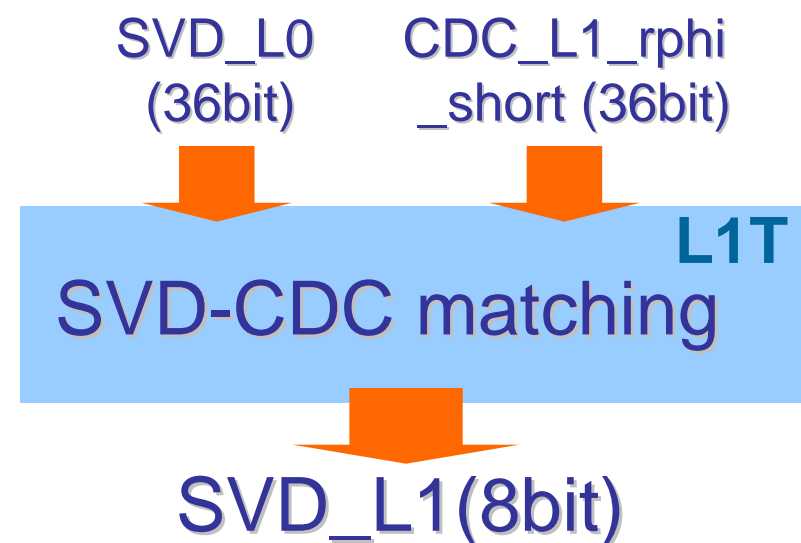 SVD_L0
(36bit)
CDC_L1_rphi
_short (36bit)
L1T
SVD-CDC matching
SVD_L1(8bit)